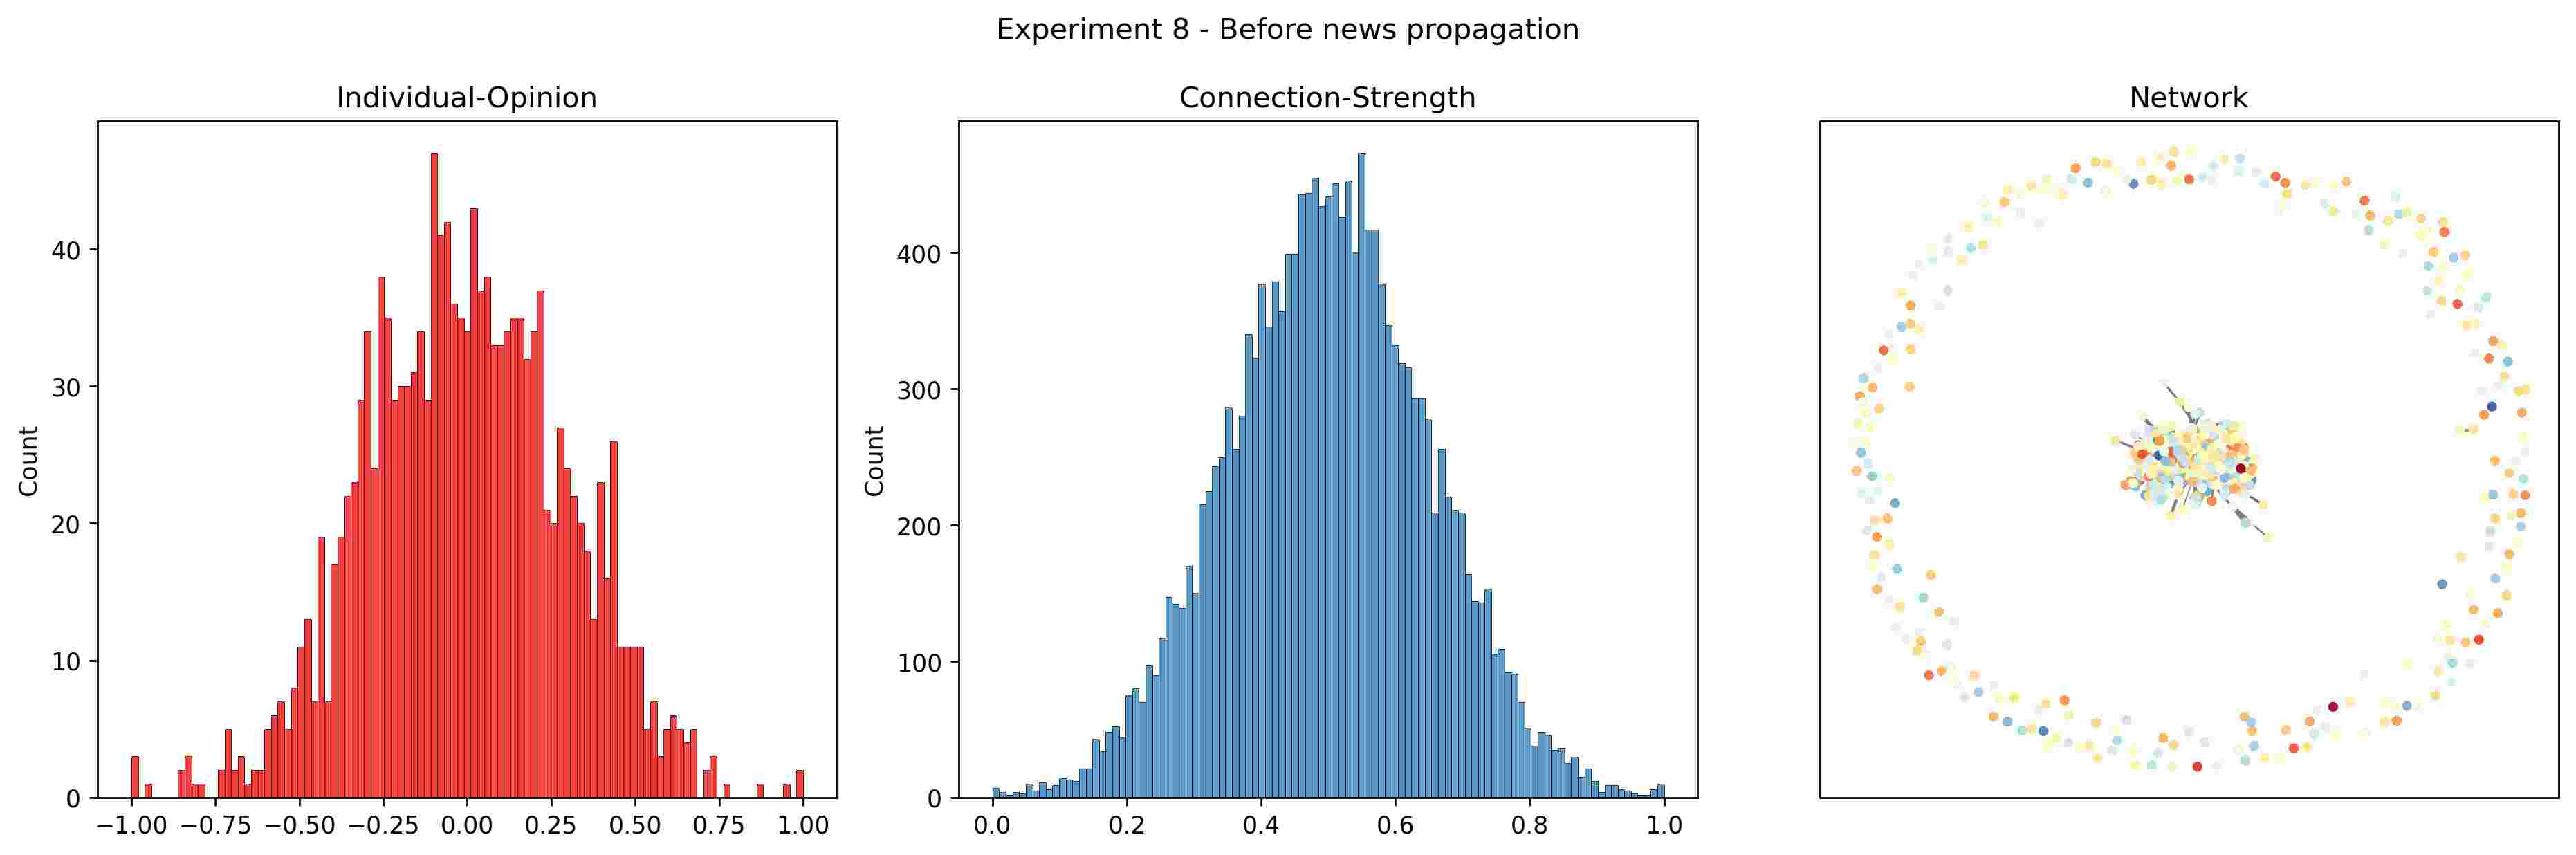 Experiment 8 - Before news propagation
Individual-Opinion
Count
40
30
20
10
0
−1.00 −0.75 −0.50 −0.25 0.00 0.25 0.50 0.75 1.00
Connection-Strength
Count
400
300
200
100
0
0.0 0.2 0.4 0.6 0.8 1.0
Network